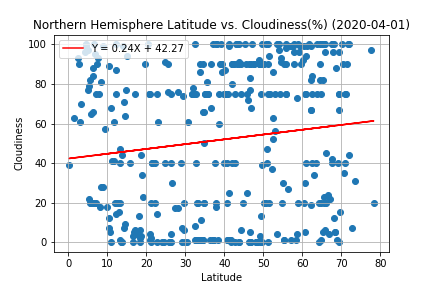 Northern Hemisphere Latitude vs. Cloudiness(%) (2020-04-01)
Y = 0.24X + 42.27
100
80
60
40
20
0
Cloudiness
0 10 20 30 40 50 60 70 80
Latitude